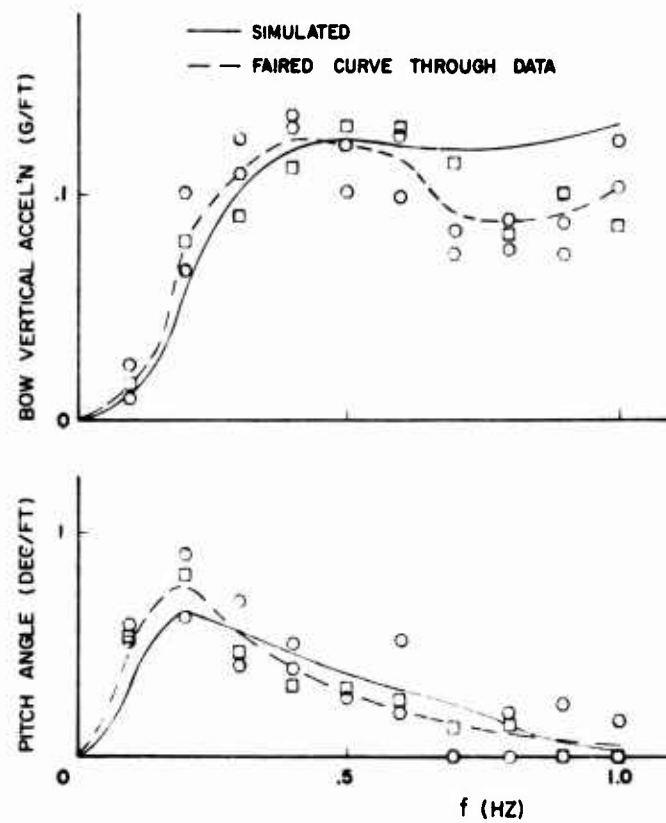 SIMULATED
FAIRED CURVE THROUGH DATA
BOW VERTICAL ACCEL'N (G/FT)
.1
0
PITCH ANGLE (DEG/FT)
1
0
.5
1.0
f (HZ)